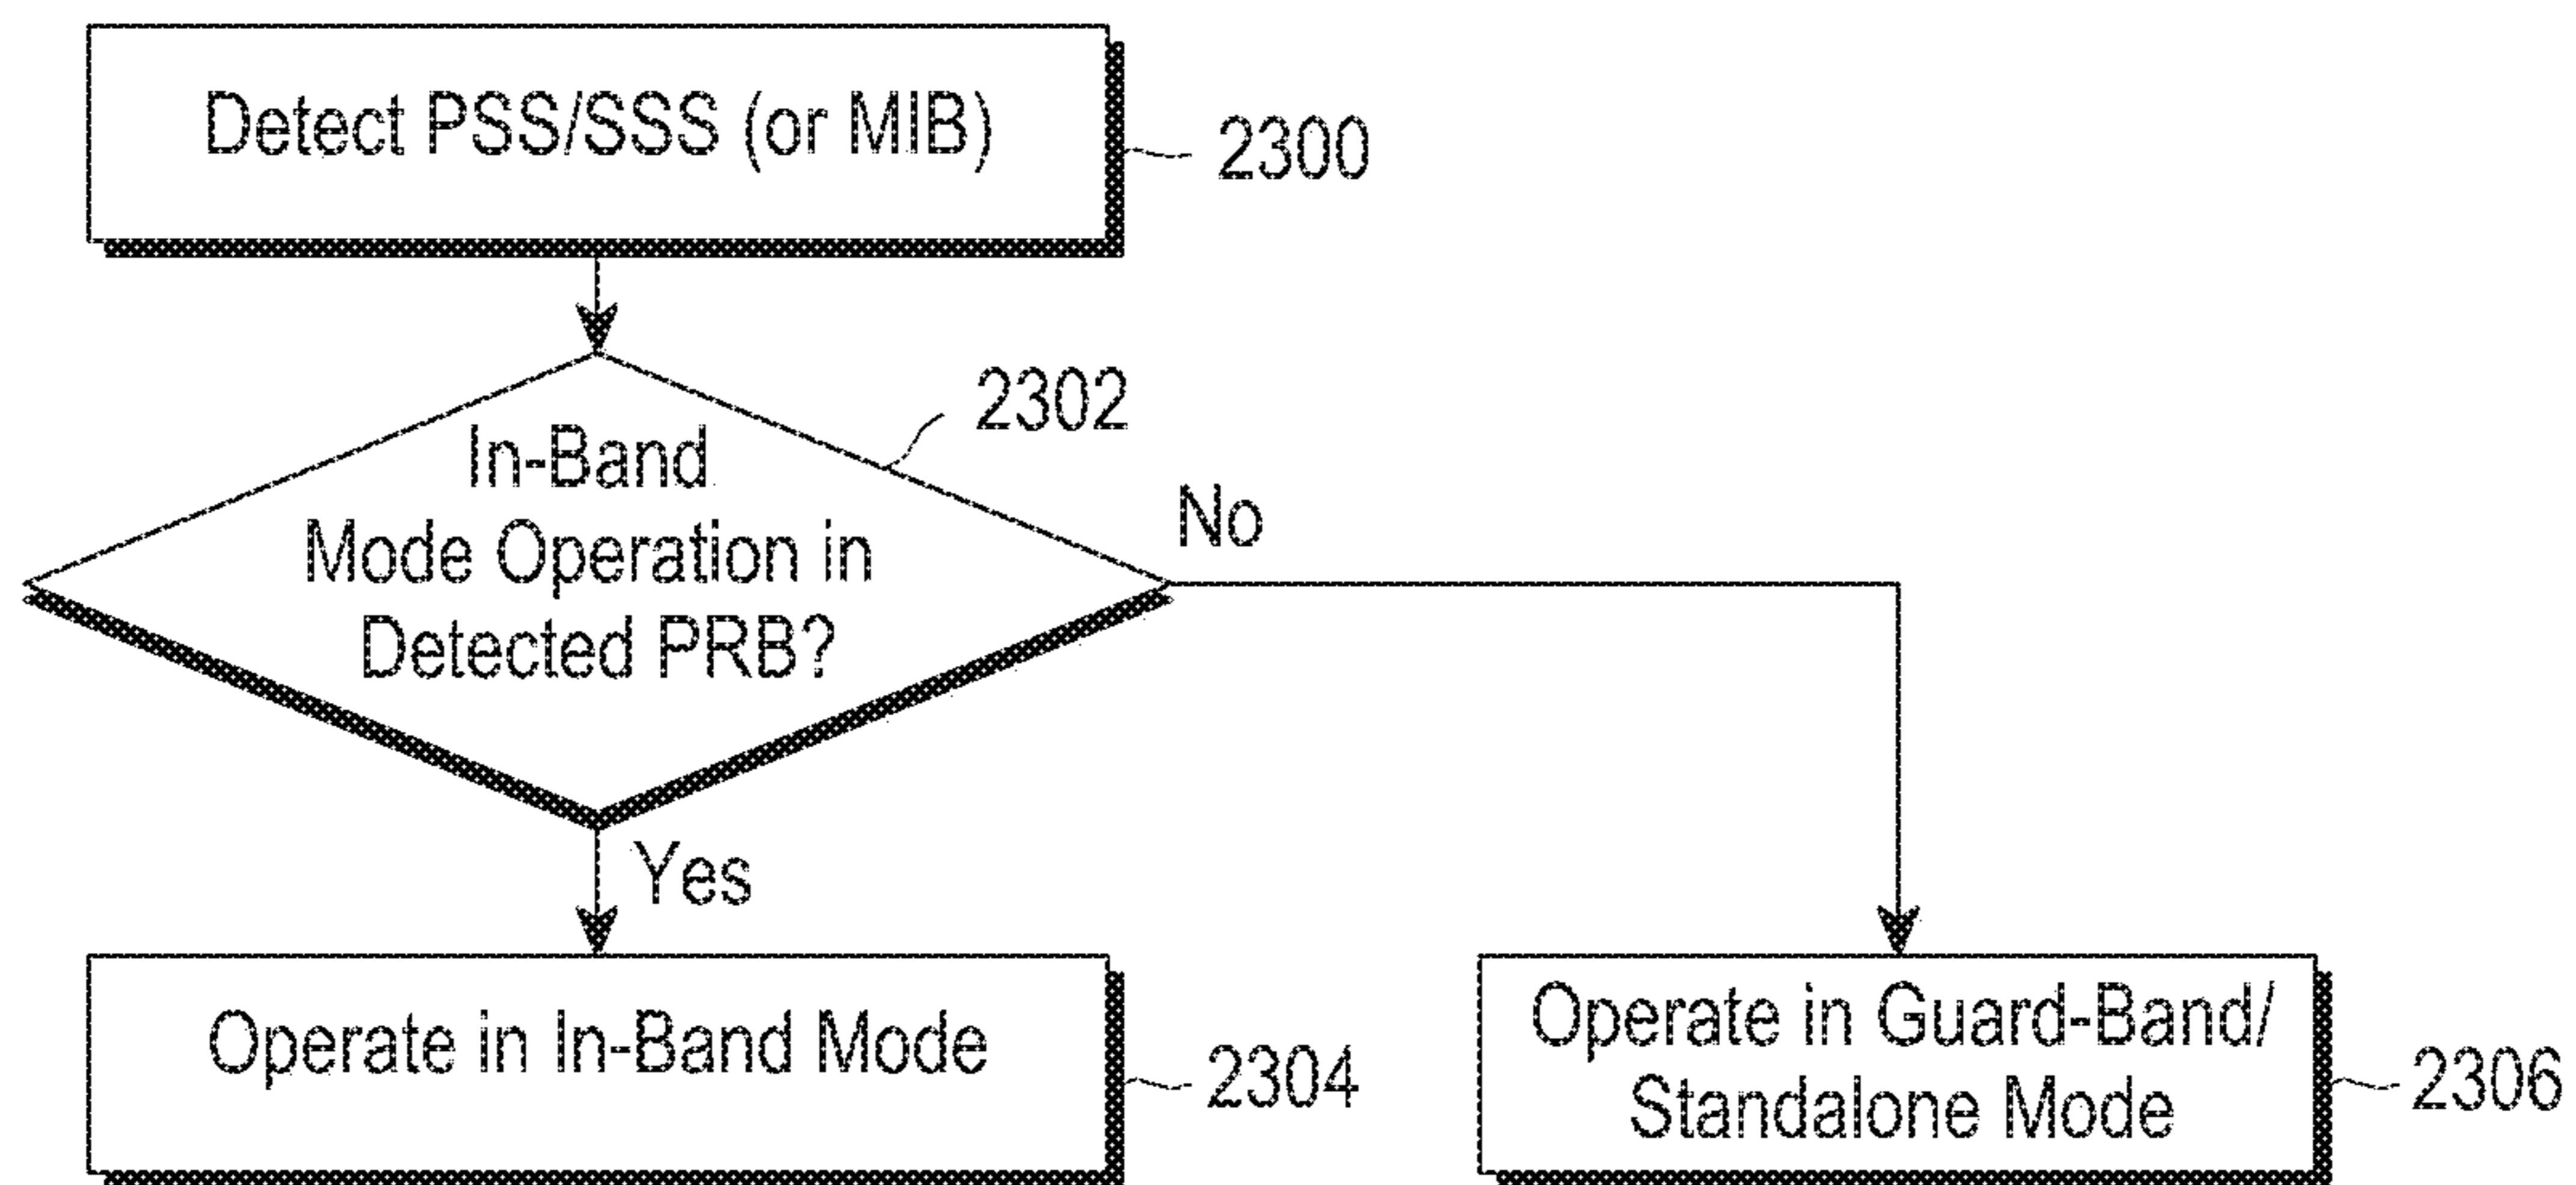 Detect PSS/SSS (or MIB)
2300
2302
In-Band
Mode Operation in
Detected PRB?
No
Yes
Operate in In-Band Mode
2304
Operate in Guard-Band/
Standalone Mode
2306